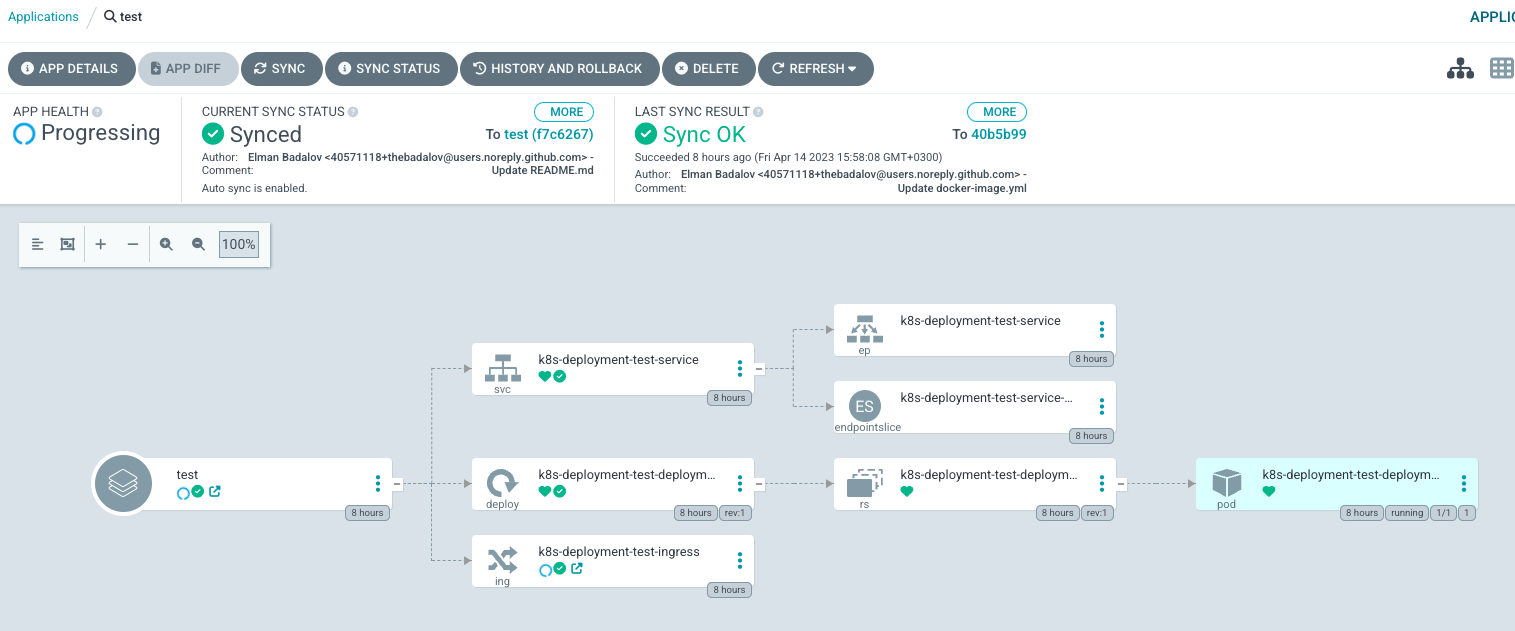 Applications / test
APPLIC
APP DETAILS
APP DIFF
SYNC
SYNC STATUS
HISTORY AND ROLLBACK
DELETE
REFRESH
APP HEALTH
Progressing
CURRENT SYNC STATUS
MORE
Synced
To test (f7c6267)
Author: Elman Badalov <40571118+thebadalov@users.noreply.github.com> -
Comment: Update README.md
Auto sync is enabled.
LAST SYNC RESULT
MORE
Sync OK
To 40b5b99
Succeeded 8 hours ago (Fri Apr 14 2023 15:58:08 GMT+0300)
Author: Elman Badalov <40571118+thebadalov@users.noreply.github.com> -
Comment: Update docker-image.yml
100%
k8s-deployment-test-service
ep
8 hours
k8s-deployment-test-service
svc
8 hours
ES
k8s-deployment-test-service-...
endpointslice
8 hours
test
8 hours
k8s-deployment-test-deploym...
deploy
8 hours
rev:1
k8s-deployment-test-deploym...
rs
8 hours
rev:1
k8s-deployment-test-deploym...
pod
8 hours
running
1/1
1
k8s-deployment-test-ingress
ing
8 hours